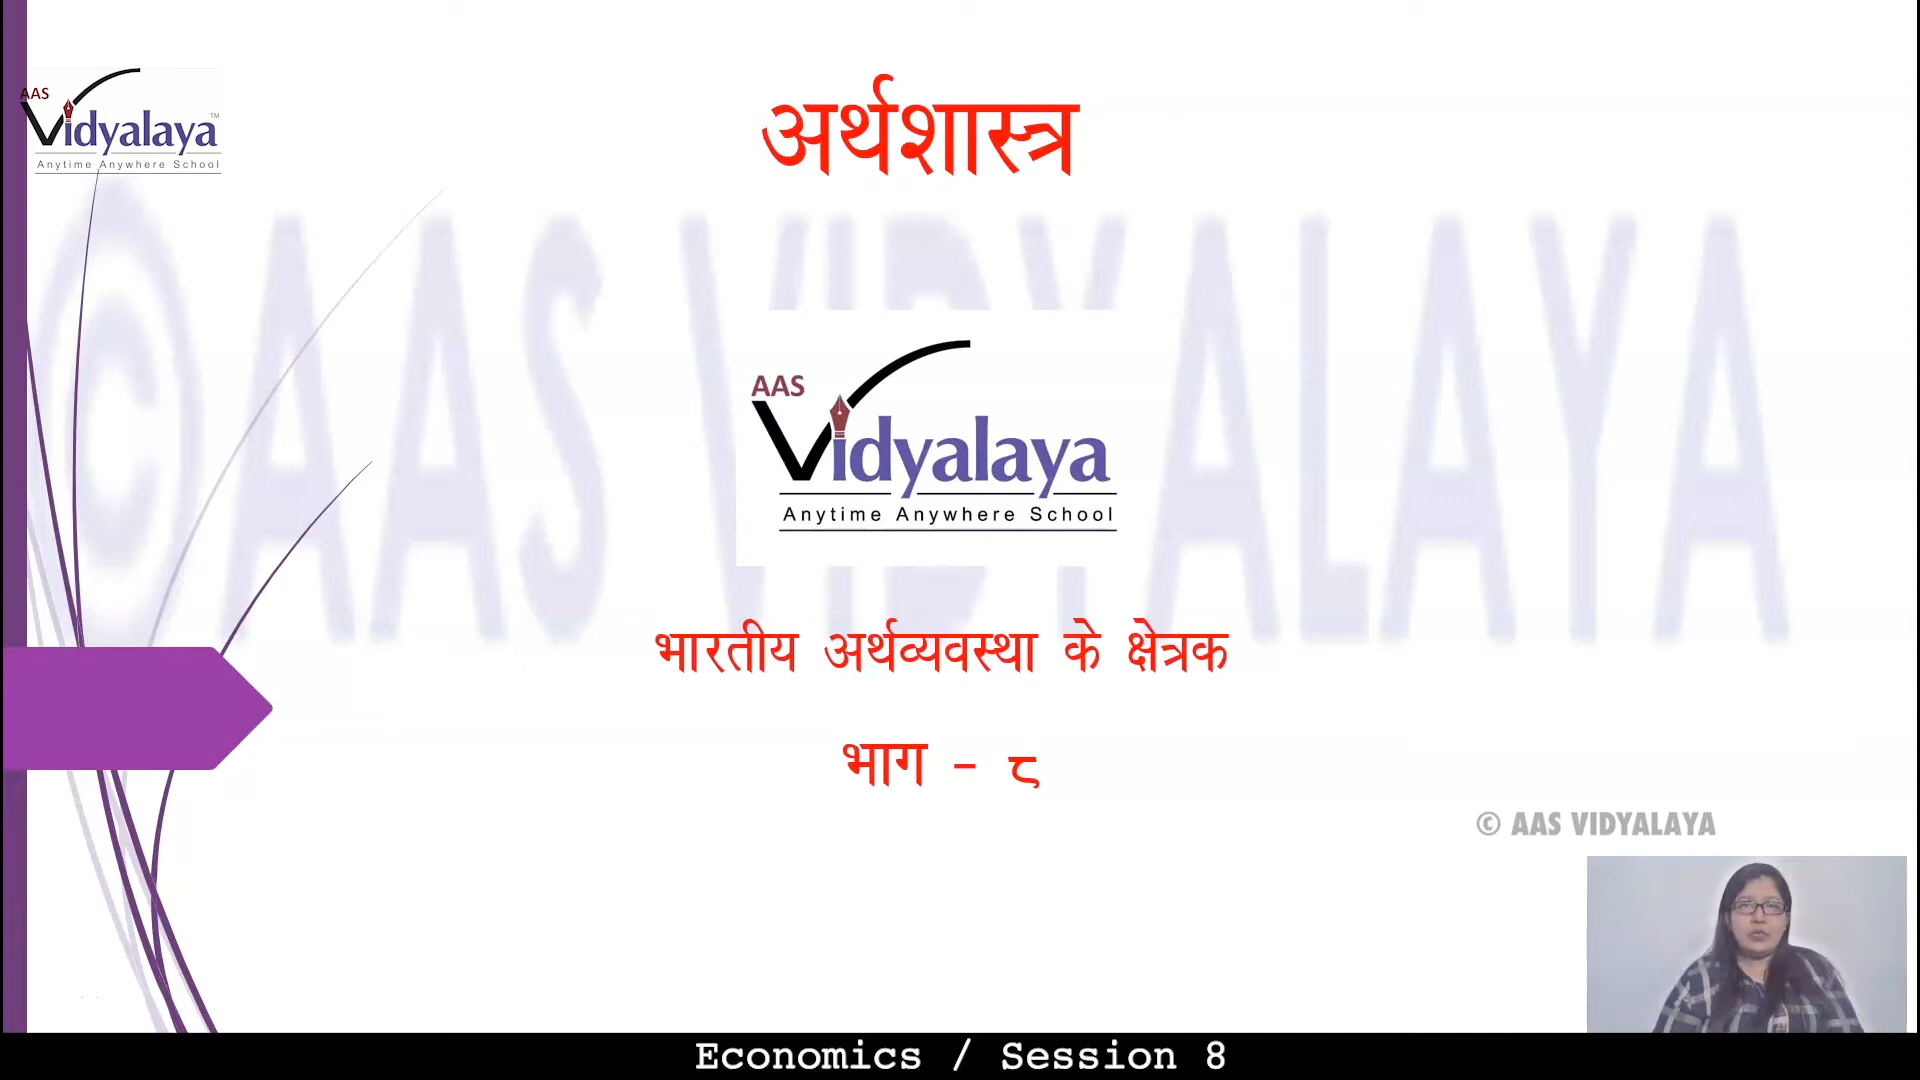 AAS
Vidyalaya™
Anytime Anywhere School
अर्थशास्त्र
©AAS VIDYALAYA
AAS
Vidyalaya
Anytime Anywhere School
भारतीय अर्थव्यवस्था के क्षेत्रक
भाग - ८
© AAS VIDYALAYA
Economics / Session 8